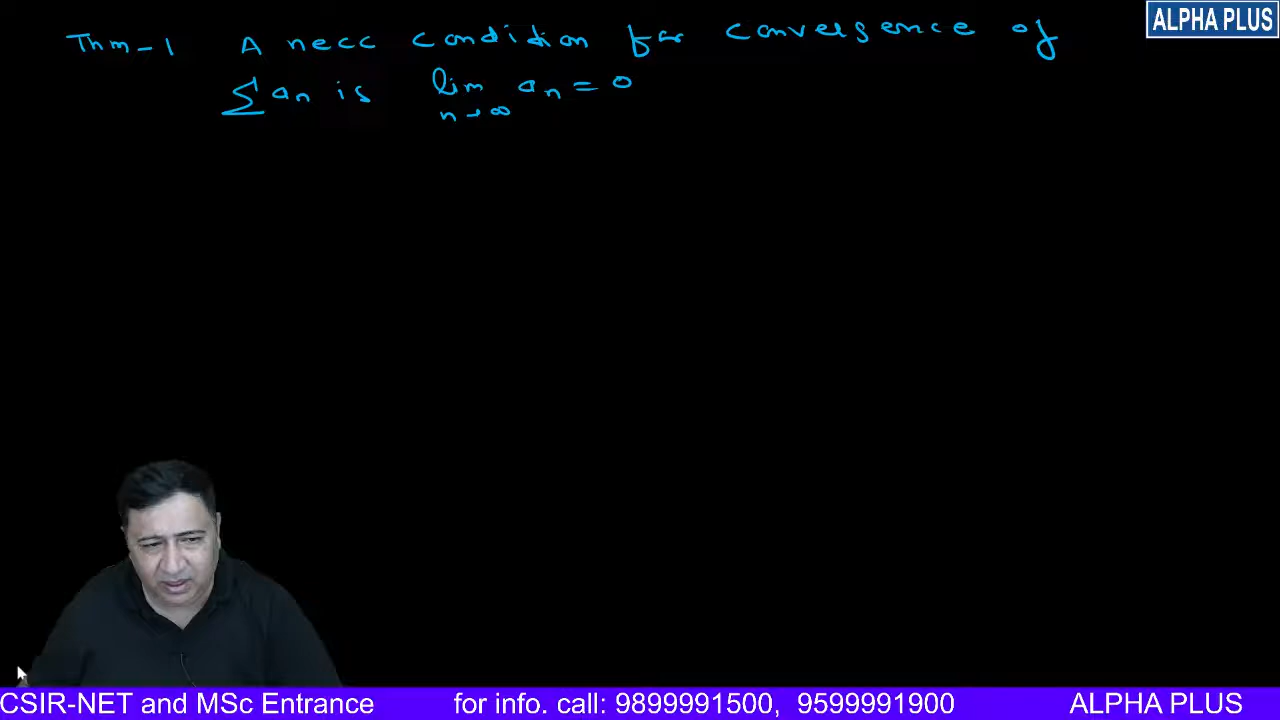 Thm-1 A necc condition for convergence of
∑ an is lim n→∞ an = 0
ALPHA PLUS
CSIR-NET and MSc Entrance for info. call: 9899991500, 9599991900 ALPHA PLUS